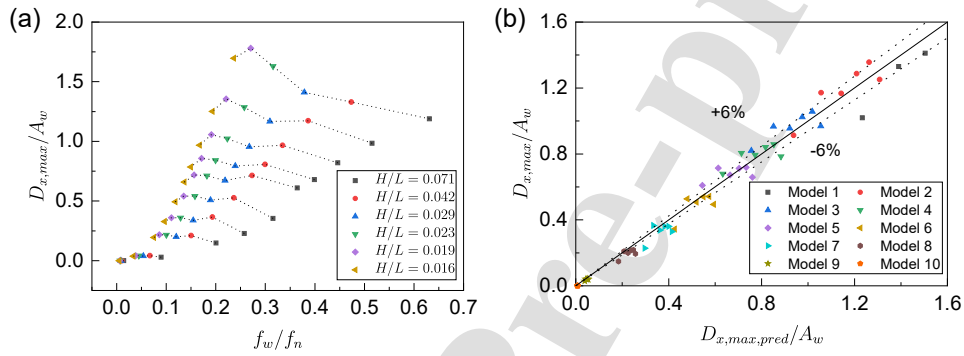 (a)
2.0
1.5
1.0
0.5
0.0
D_{x,max}/A_w
H/L = 0.071
H/L = 0.042
H/L = 0.029
H/L = 0.023
H/L = 0.019
H/L = 0.016
0.0 0.1 0.2 0.3 0.4 0.5 0.6 0.7
f_w/f_n
(b)
1.6
1.2
0.8
0.4
0.0
D_{x,max}/A_w
+6%
-6%
Model 1 Model 2
Model 3 Model 4
Model 5 Model 6
Model 7 Model 8
Model 9 Model 10
0.0 0.4 0.8 1.2 1.6
D_{x,max,pred}/A_w
Pre-p